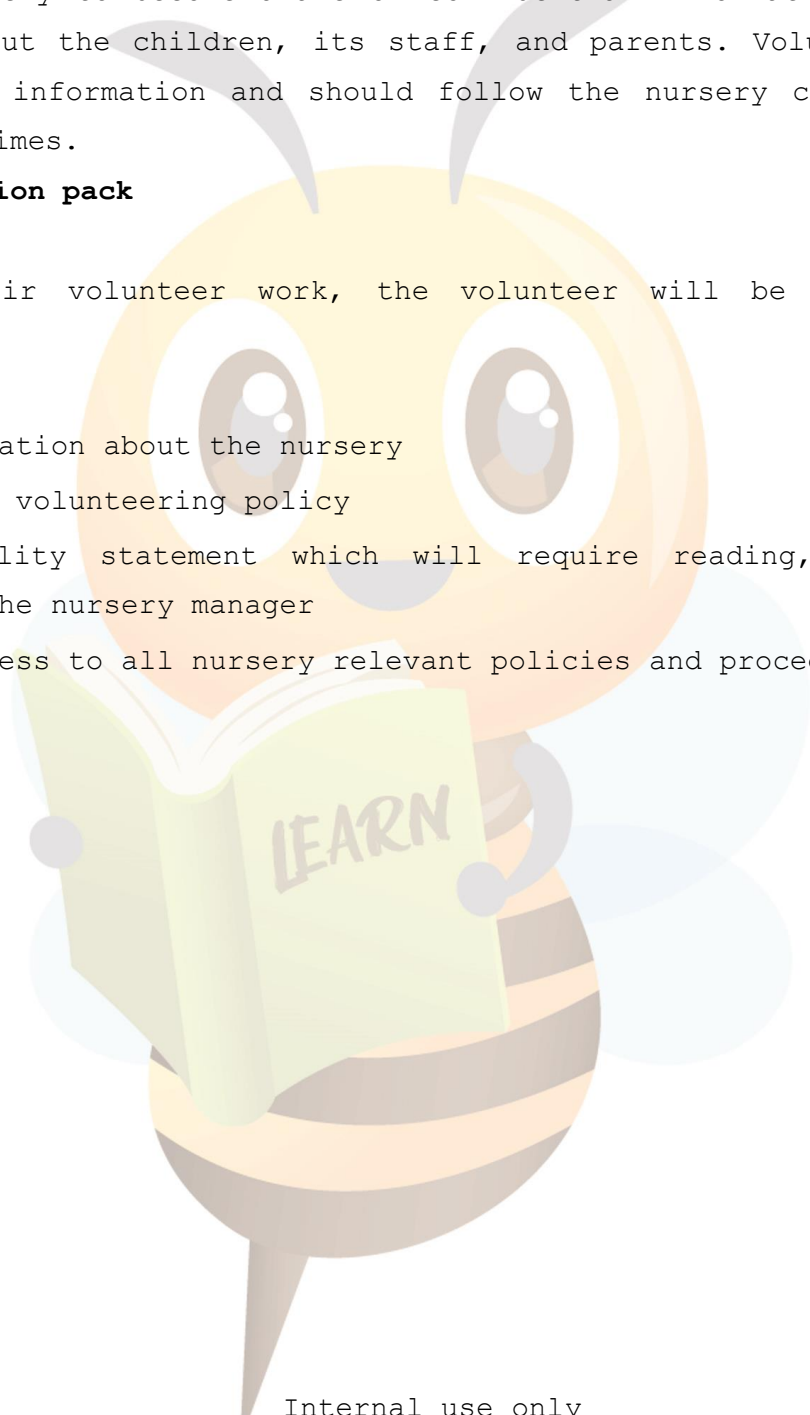 ut the children, its staff, and parents. Volu
information and should follow the nursery c
imes.
ion pack
ir volunteer work, the volunteer will be
ation about the nursery
volunteering policy
lity statement which will require reading,
he nursery manager
ess to all nursery relevant policies and proce
LEARN
Internal use only